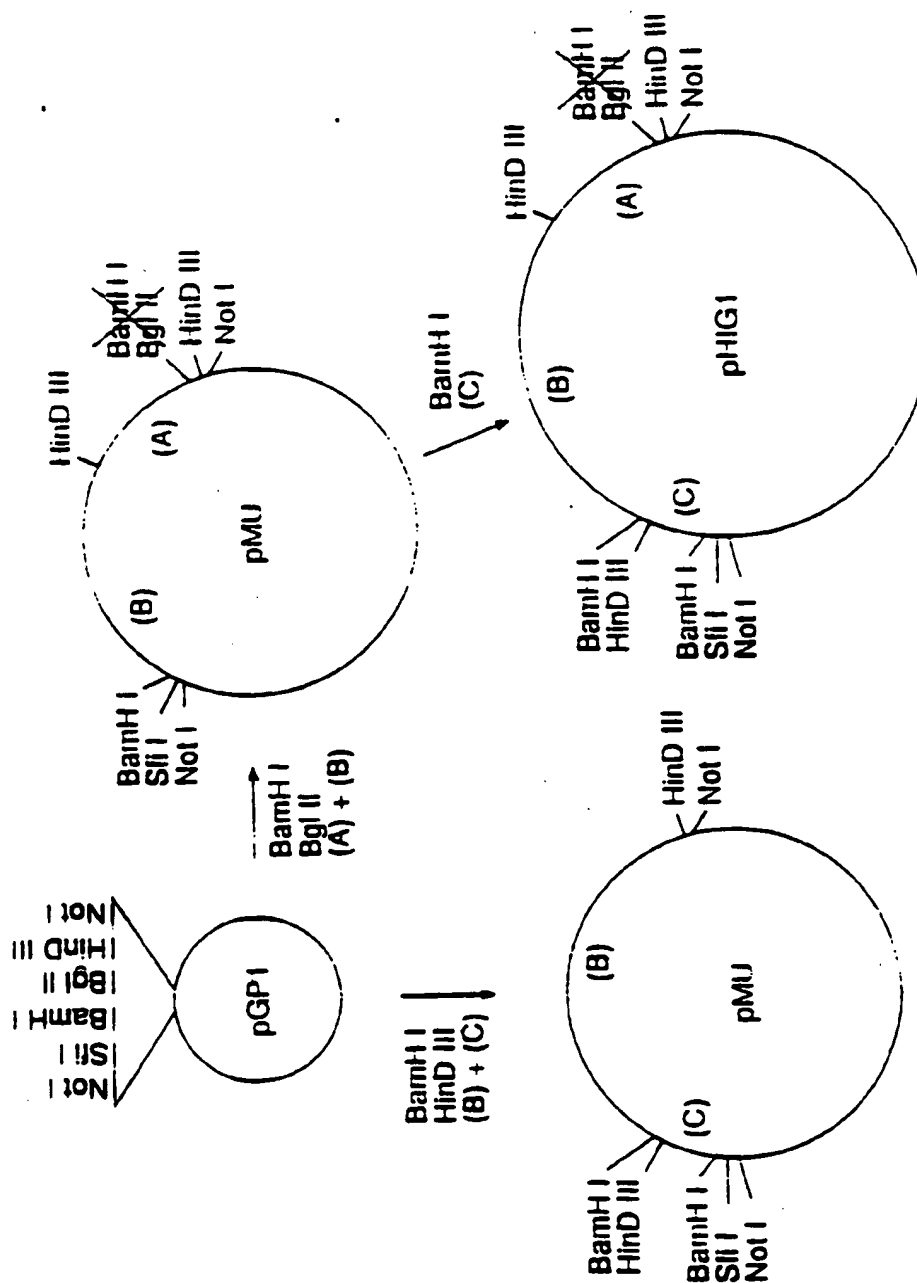 Not I
Sfi I
BamH I
Bgl II
HinD III
Not I
pGP1
BamH I
Bgl II
(A) + (B)
BamH I
HinD III
(B) + (C)
HinD III
BamH I
Bgl II
HinD III
Not I
(A)
(B)
pMU
BamH I
Sfi I
Not I
BamH I
(C)
HinD III
Not I
(B)
pMU
(C)
BamH I
HinD III
BamH I
Sfi I
Not I
HinD III
BamH I
Bgl II
HinD III
Not I
(A)
(B)
pHIG1
(C)
BamH I
HinD III
BamH I
Sfi I
Not I